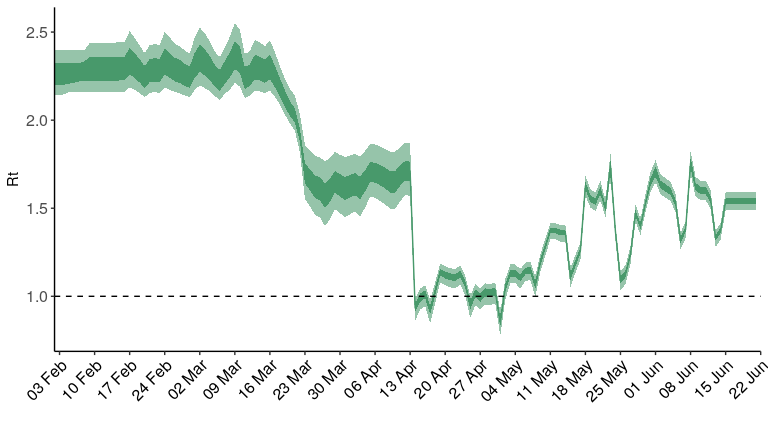 Rt
2.5
2.0
1.5
1.0
03 Feb
10 Feb
17 Feb
24 Feb
02 Mar
09 Mar
16 Mar
23 Mar
30 Mar
06 Apr
13 Apr
20 Apr
27 Apr
04 May
11 May
18 May
25 May
01 Jun
08 Jun
15 Jun
22 Jun